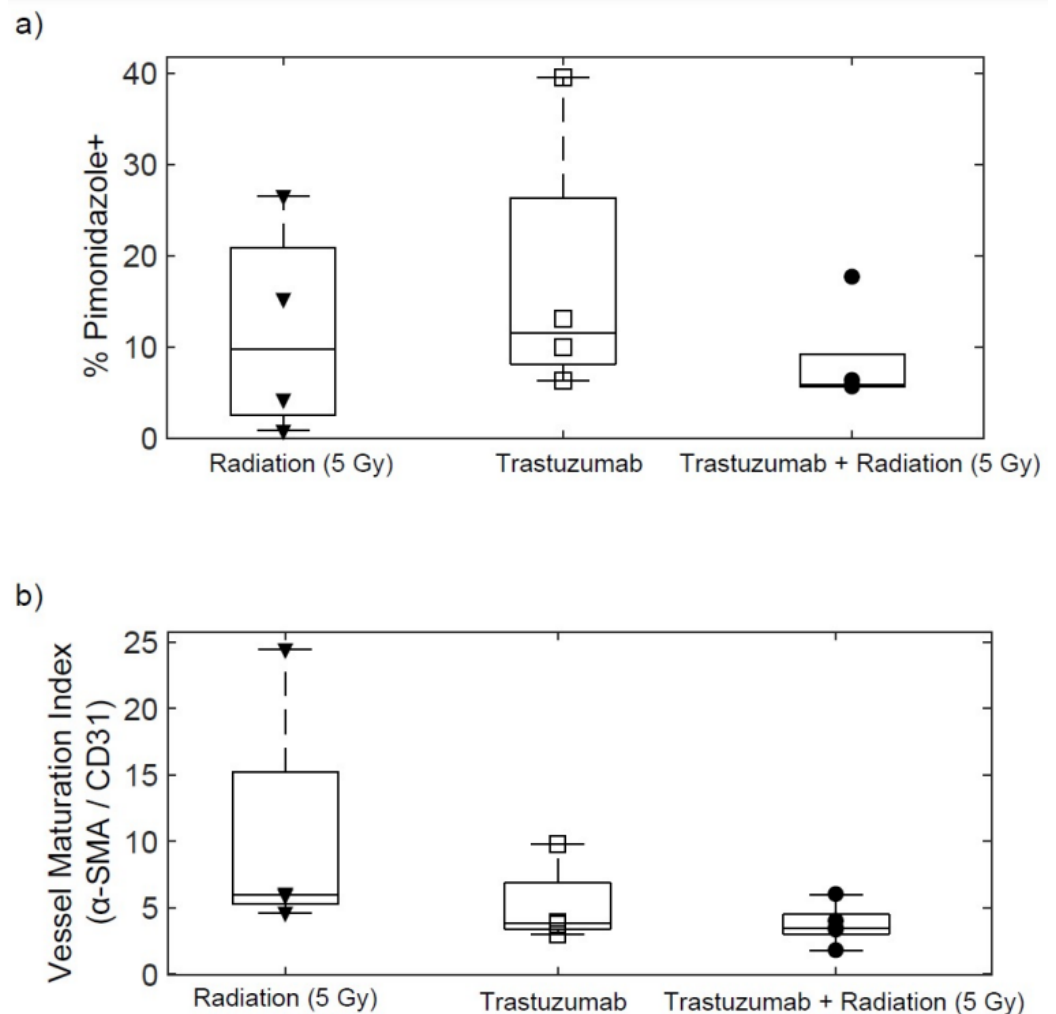 a)
40
30
20
10
0
% Pimonidazole+
Radiation (5 Gy) Trastuzumab Trastuzumab + Radiation (5 Gy)
b)
25
20
15
10
5
0
Vessel Maturation Index
(α-SMA / CD31)
Radiation (5 Gy) Trastuzumab Trastuzumab + Radiation (5 Gy)